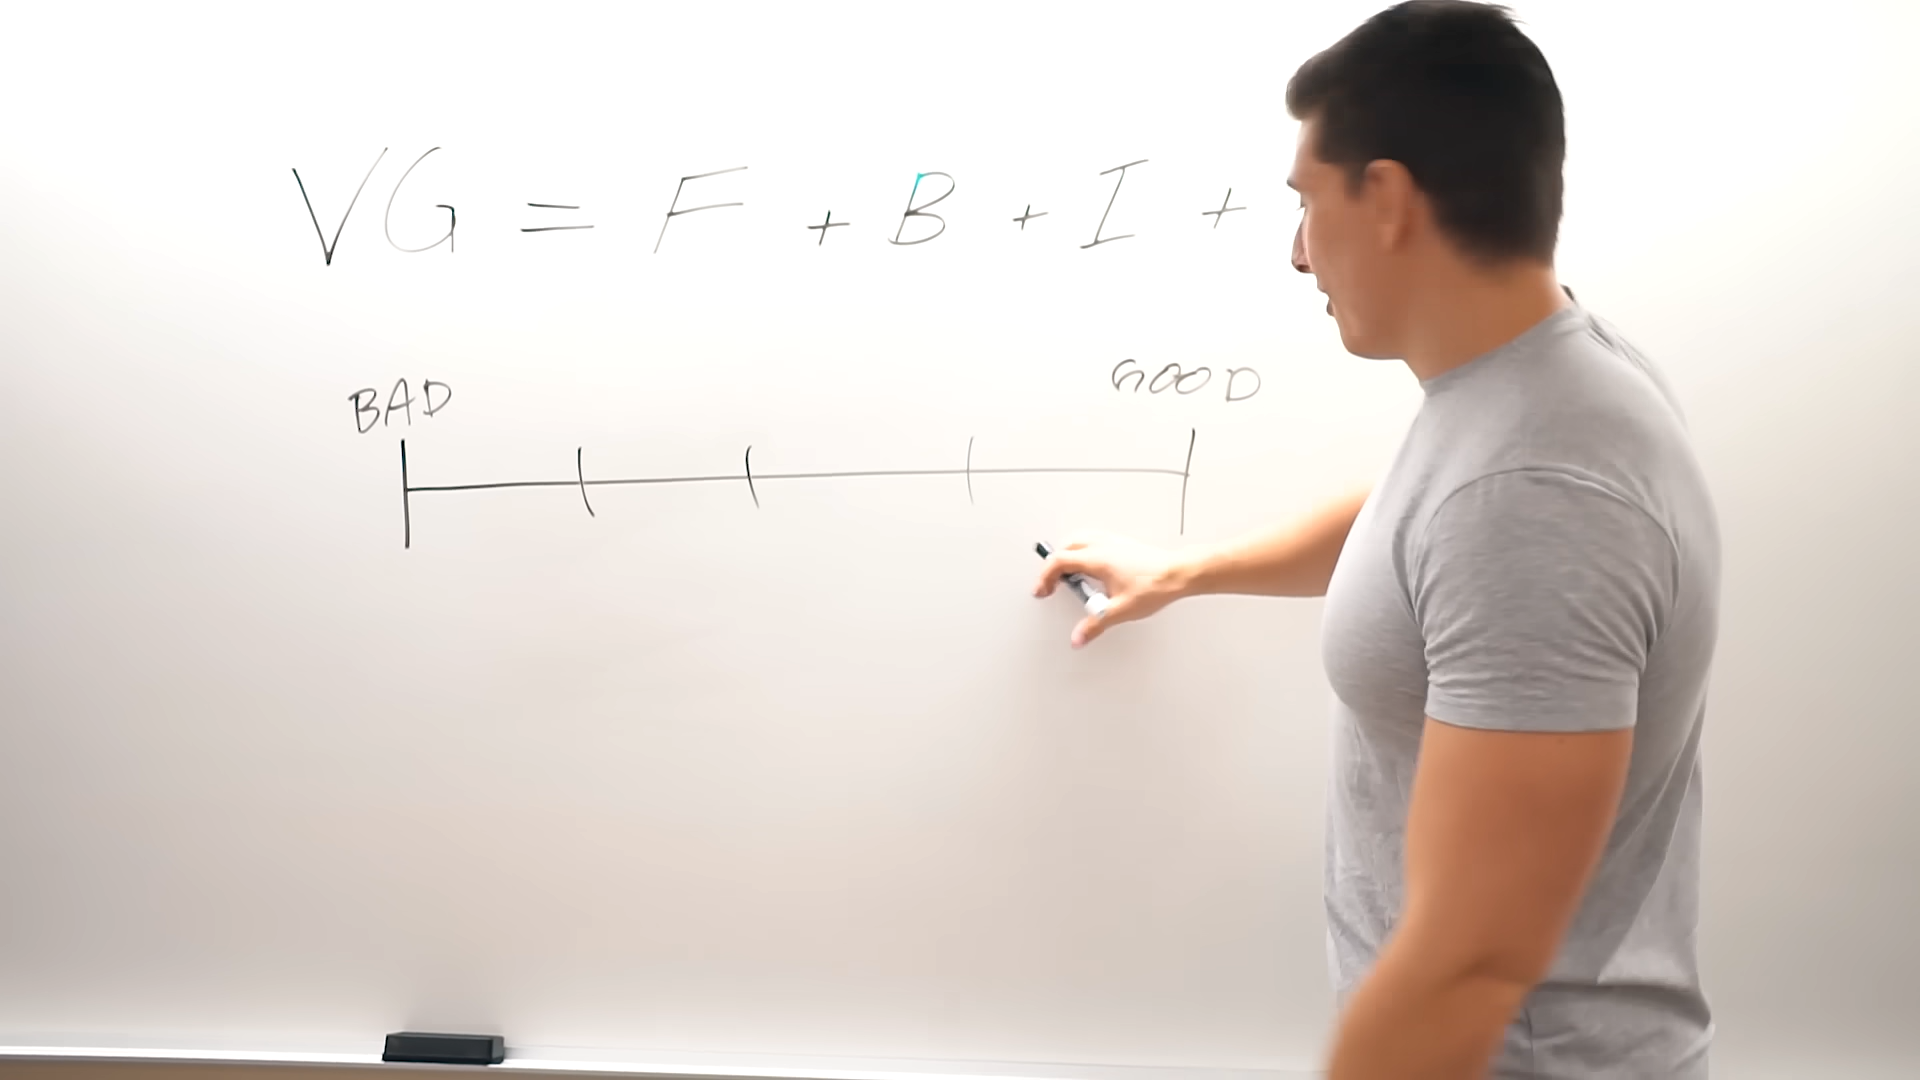 VG = F + B + I +
BAD GOOD